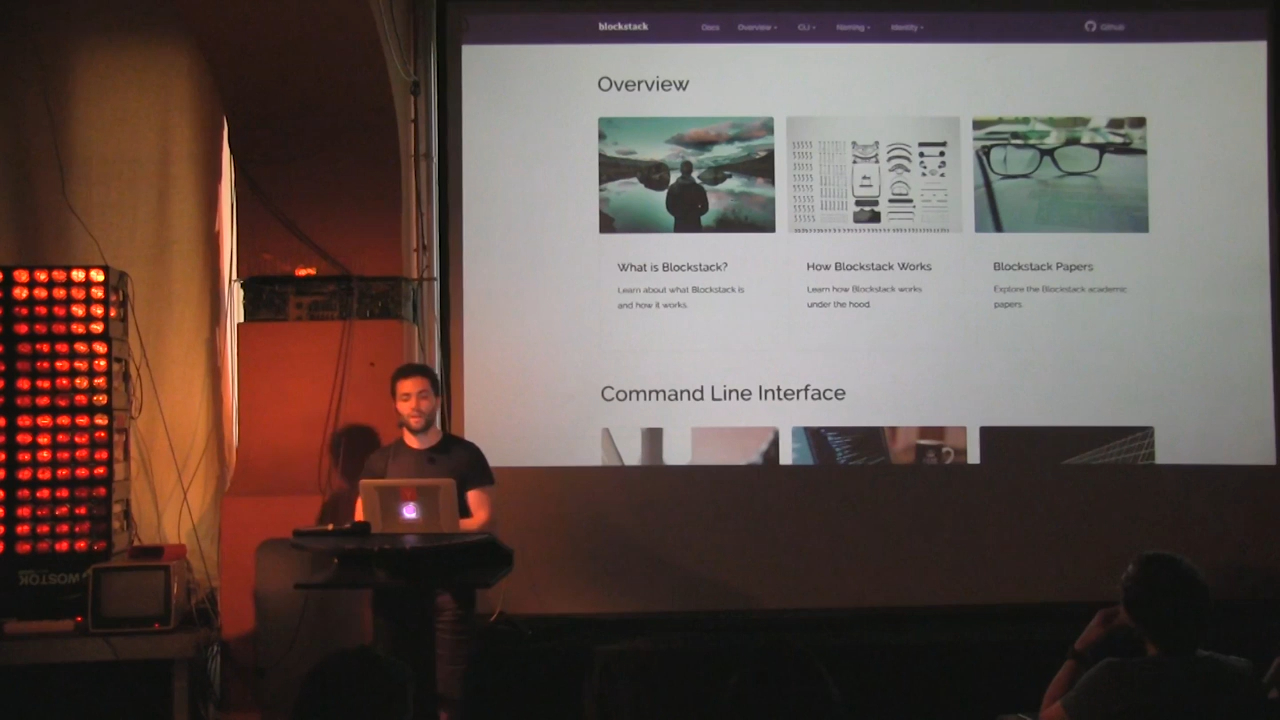 blockstack Docs Overview CLI Naming Identity Github
Overview
What is Blockstack?
Learn about what Blockstack is
and how it works.
How Blockstack Works
Learn how Blockstack works
under the hood.
Blockstack Papers
Explore the Blockstack academic
papers.
Command Line Interface
WOSTOK